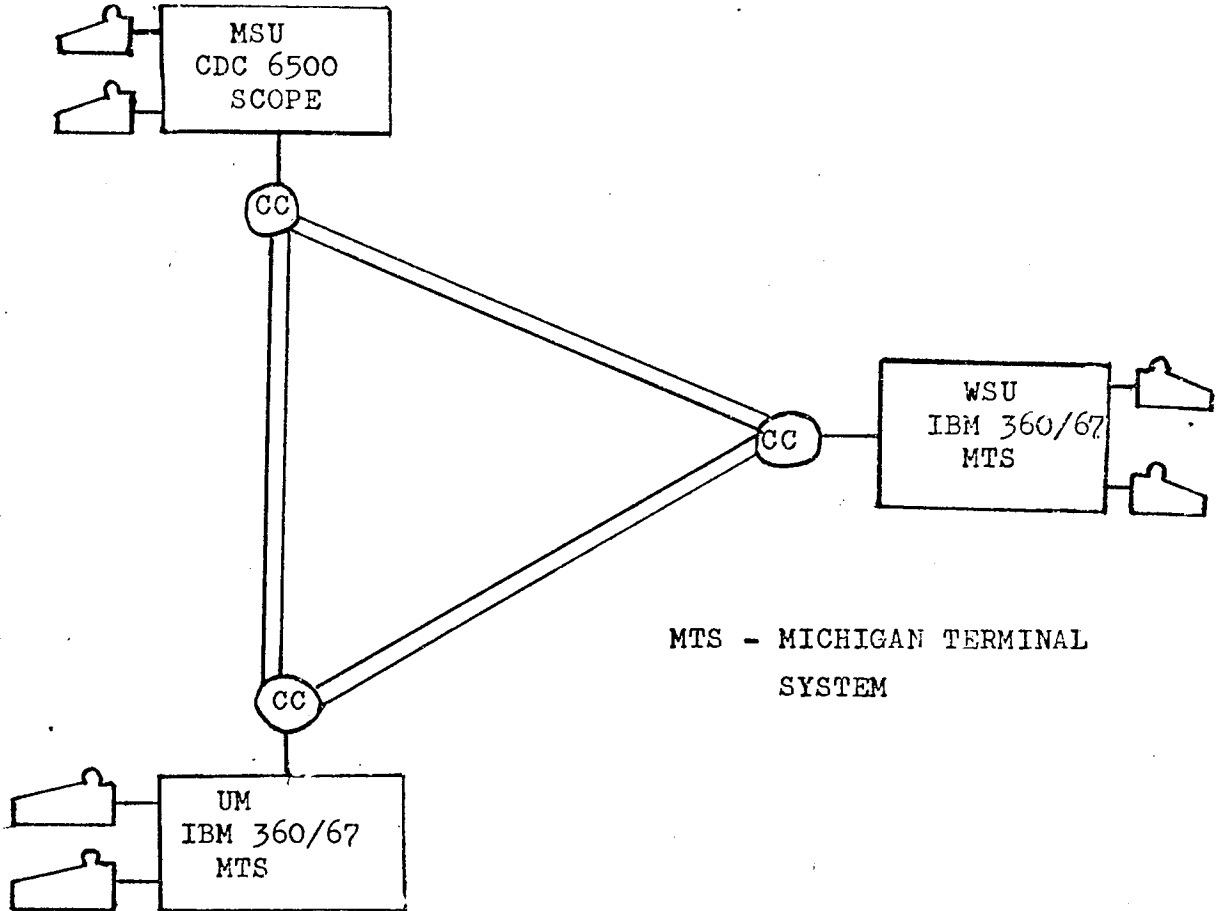 MSU
CDC 6500
SCOPE
CC
CC
WSU
IBM 360/67
MTS
MTS - MICHIGAN TERMINAL
SYSTEM
CC
UM
IBM 360/67
MTS